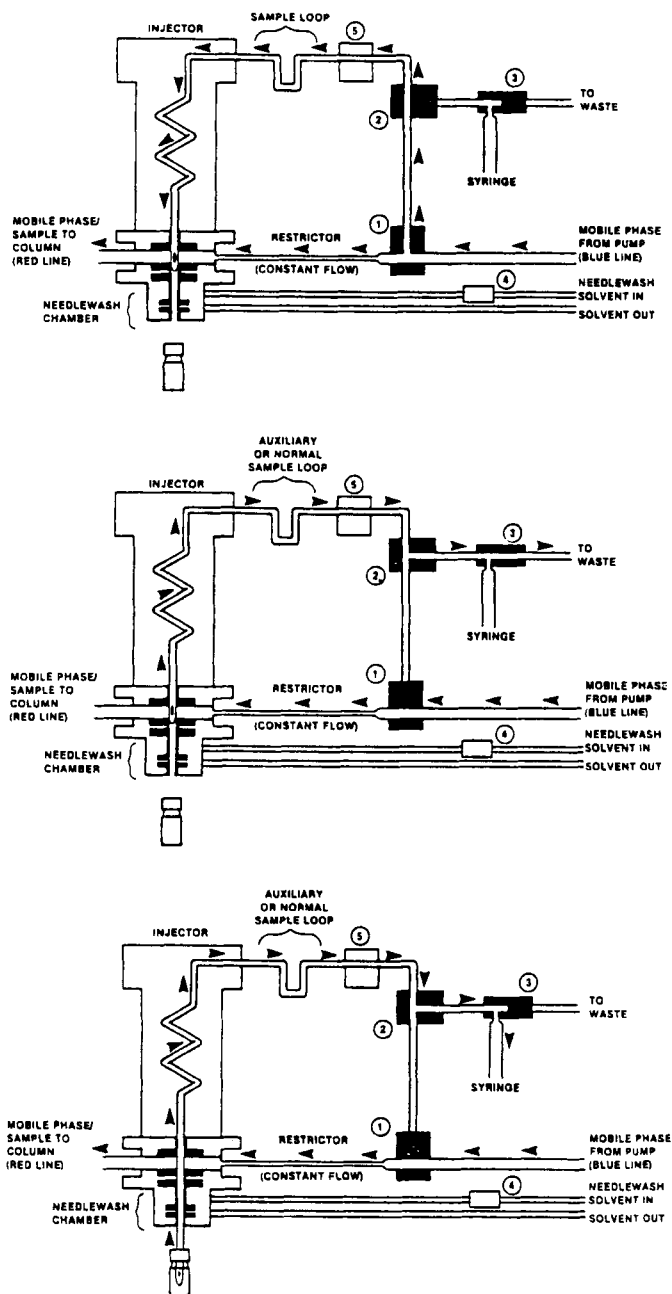 SAMPLE LOOP
INJECTOR
5
3
TO
WASTE
2
SYRINGE
1
MOBILE PHASE/
SAMPLE TO
COLUMN
(RED LINE)
RESTRICTOR
(CONSTANT FLOW)
MOBILE PHASE
FROM PUMP
(BLUE LINE)
4
NEEDLEWASH
SOLVENT IN
SOLVENT OUT
NEEDLEWASH
CHAMBER
AUXILIARY
OR NORMAL
SAMPLE LOOP
INJECTOR
5
3
TO
WASTE
2
SYRINGE
1
MOBILE PHASE/
SAMPLE TO
COLUMN
(RED LINE)
RESTRICTOR
(CONSTANT FLOW)
MOBILE PHASE
FROM PUMP
(BLUE LINE)
4
NEEDLEWASH
SOLVENT IN
SOLVENT OUT
NEEDLEWASH
CHAMBER
AUXILIARY
OR NORMAL
SAMPLE LOOP
INJECTOR
5
3
TO
WASTE
2
SYRINGE
1
MOBILE PHASE/
SAMPLE TO
COLUMN
(RED LINE)
RESTRICTOR
(CONSTANT FLOW)
MOBILE PHASE
FROM PUMP
(BLUE LINE)
4
NEEDLEWASH
SOLVENT IN
SOLVENT OUT
NEEDLEWASH
CHAMBER